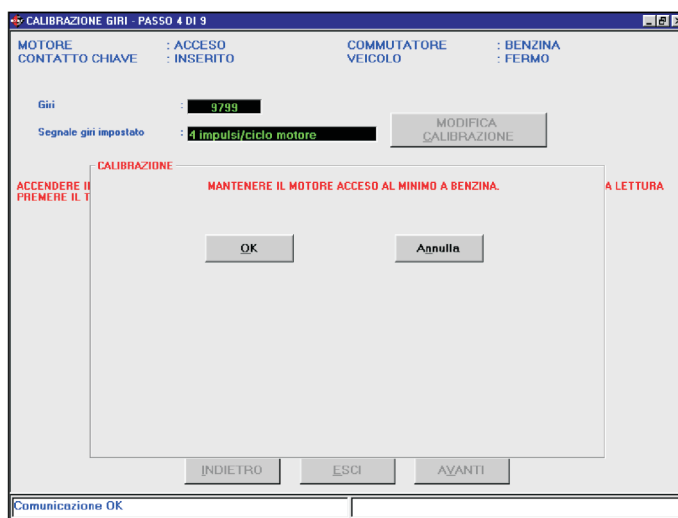 CALIBRAZIONE GIRI - PASSO 4 DI 9
MOTORE : ACCESO COMMUTATORE : BENZINA
CONTATTO CHIAVE : INSERITO VEICOLO : FERMO
Giri : 9799
Segnale giri impostato : 4 impulsi/ciclo motore
MODIFICA
CALIBRAZIONE
CALIBRAZIONE
ACCENDERE MANTENERE IL MOTORE ACCESO AL MINIMO A BENZINA. A LETTURA
PREMERE IL
OK Annulla
INDIETRO ESCI AVANTI
Comunicazione OK